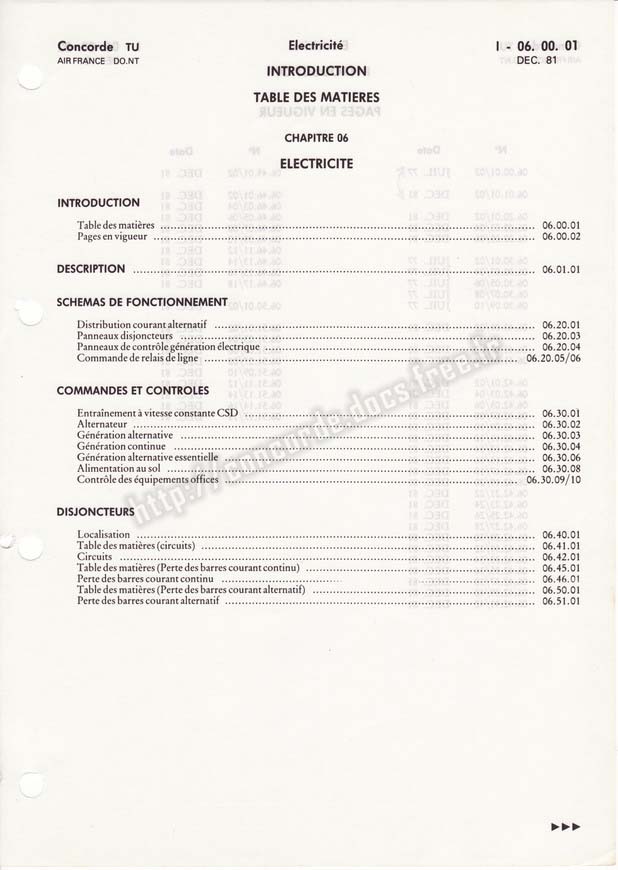 Concorde TU Electricité I - 06. 00. 01
AIR FRANCE DO.NT DEC. 81
INTRODUCTION
TABLE DES MATIERES
PAGES EN VIGUEUR
CHAPITRE 06
ELECTRICITE
INTRODUCTION
Table des matières 06.00.01
Pages en vigueur 06.00.02
DESCRIPTION 06.01.01
SCHEMAS DE FONCTIONNEMENT
Distribution courant alternatif 06.20.01
Panneaux disjoncteurs 06.20.03
Panneaux de contrôle génération électrique 06.20.04
Commande de relais de ligne 06.20.05/06
COMMANDES ET CONTROLES
Entraînement à vitesse constante CSD 06.30.01
Alternateur 06.30.02
Génération alternative 06.30.03
Génération continue 06.30.04
Génération alternative essentielle 06.30.06
Alimentation au sol 06.30.08
Contrôle des équipements offices 06.30.09/10
DISJONCTEURS
Localisation 06.40.01
Table des matières (circuits) 06.41.01
Circuits 06.42.01
Table des matières (Perte des barres courant continu) 06.45.01
Perte des barres courant continu 06.46.01
Table des matières (Perte des barres courant alternatif) 06.50.01
Perte des barres courant alternatif 06.51.01
http://concorde.docs.free.fr